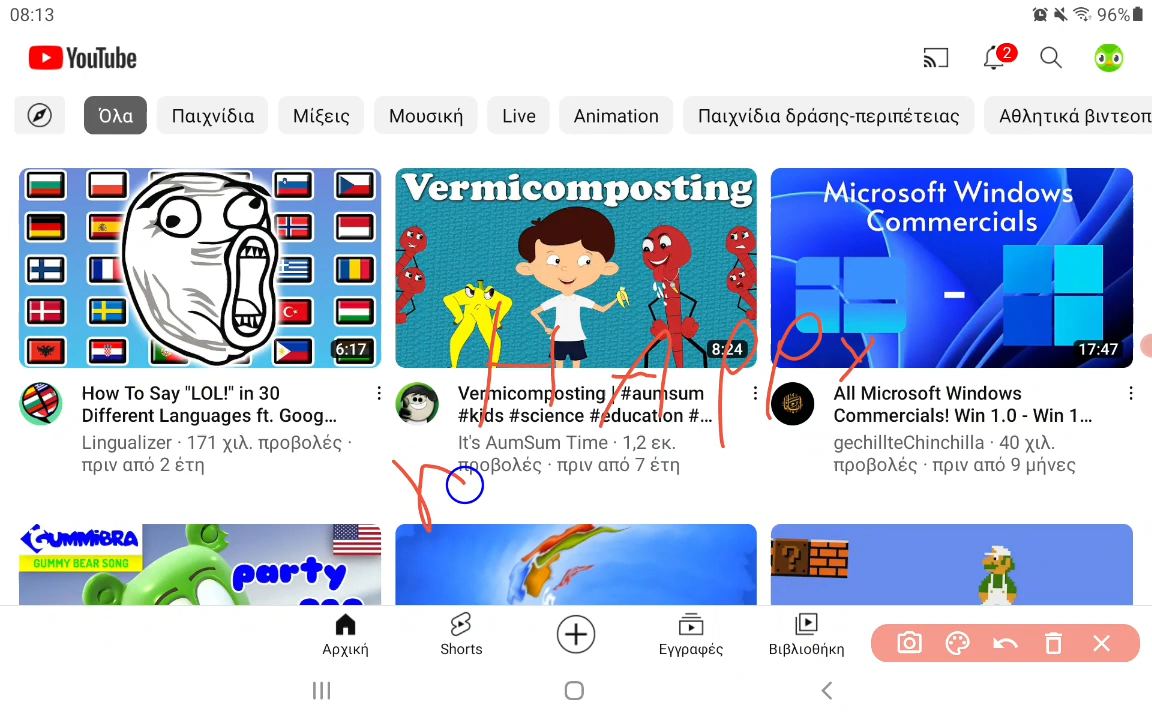 08:13
96%
YouTube
2
Όλα
Παιχνίδια
Μίξεις
Μουσική
Live
Animation
Παιχνίδια δράσης-περιπέτειας
Αθλητικά βιντεοπ
6:17
How To Say "LOL!" in 30
Different Languages ft. Goog...
Lingualizer · 171 χιλ. προβολές ·
πριν από 2 έτη
Vermicomposting
8:24
Vermicomposting | #aumsum
#kids #science #education #...
It's AumSum Time · 1,2 εκ.
προβολές · πριν από 7 έτη
Microsoft Windows
Commercials
17:47
All Microsoft Windows
Commercials! Win 1.0 - Win 1...
gechillteChinchilla · 40 χιλ.
προβολές · πριν από 9 μήνες
HAPPY
GUMMIBRA
GUMMY BEAR SONG
party
?
Αρχική
Shorts
Εγγραφές
Βιβλιοθήκη